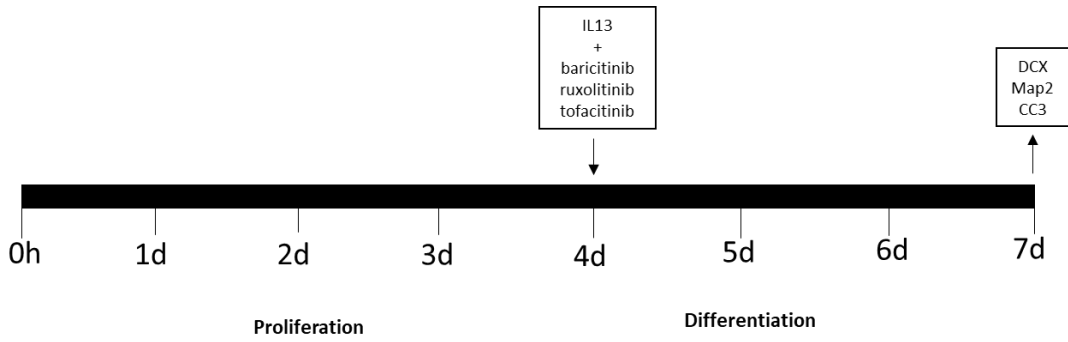 IL13
+
baricitinib
ruxolitinib
tofacitinib
DCX
Map2
CC3
0h 1d 2d 3d 4d 5d 6d 7d
Proliferation Differentiation